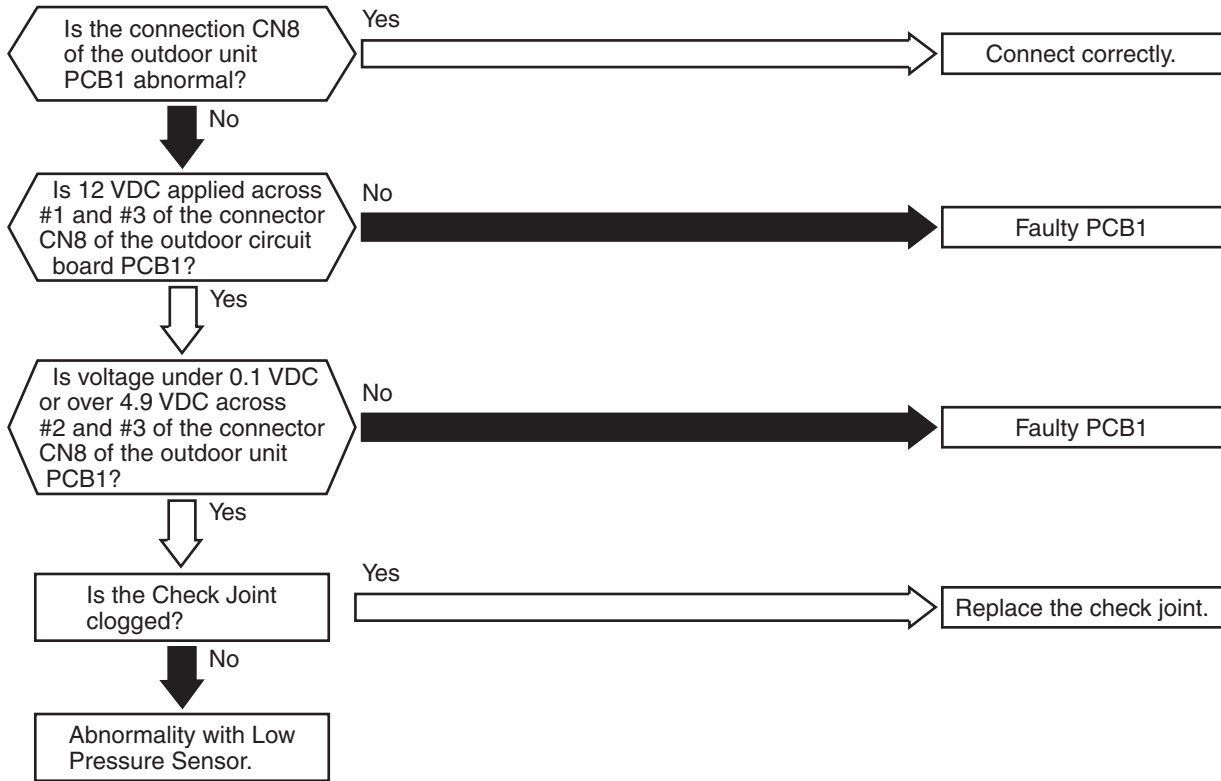 Is the connection CN8
of the outdoor unit
PCB1 abnormal?
Yes
Connect correctly.
No
Is 12 VDC applied across
#1 and #3 of the connector
CN8 of the outdoor circuit
board PCB1?
No
Faulty PCB1
Yes
Is voltage under 0.1 VDC
or over 4.9 VDC across
#2 and #3 of the connector
CN8 of the outdoor unit
PCB1?
No
Faulty PCB1
Yes
Is the Check Joint
clogged?
Yes
Replace the check joint.
No
Abnormality with Low
Pressure Sensor.